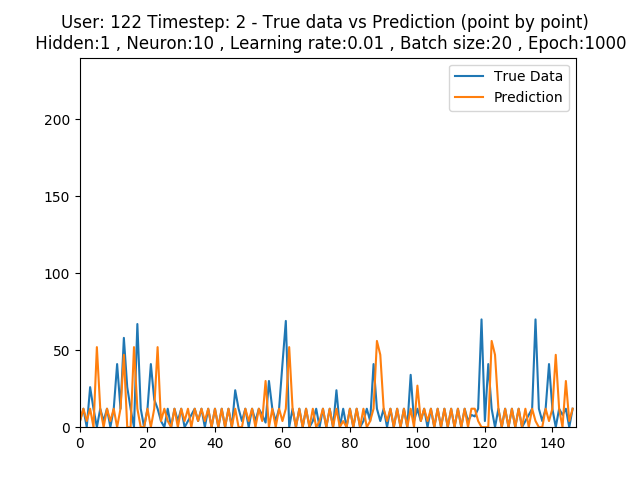 User: 122 Timestep: 2 - True data vs Prediction (point by point)
Hidden:1 , Neuron:10 , Learning rate:0.01 , Batch size:20 , Epoch:1000
True Data
Prediction
200
150
100
50
0
0 20 40 60 80 100 120 140